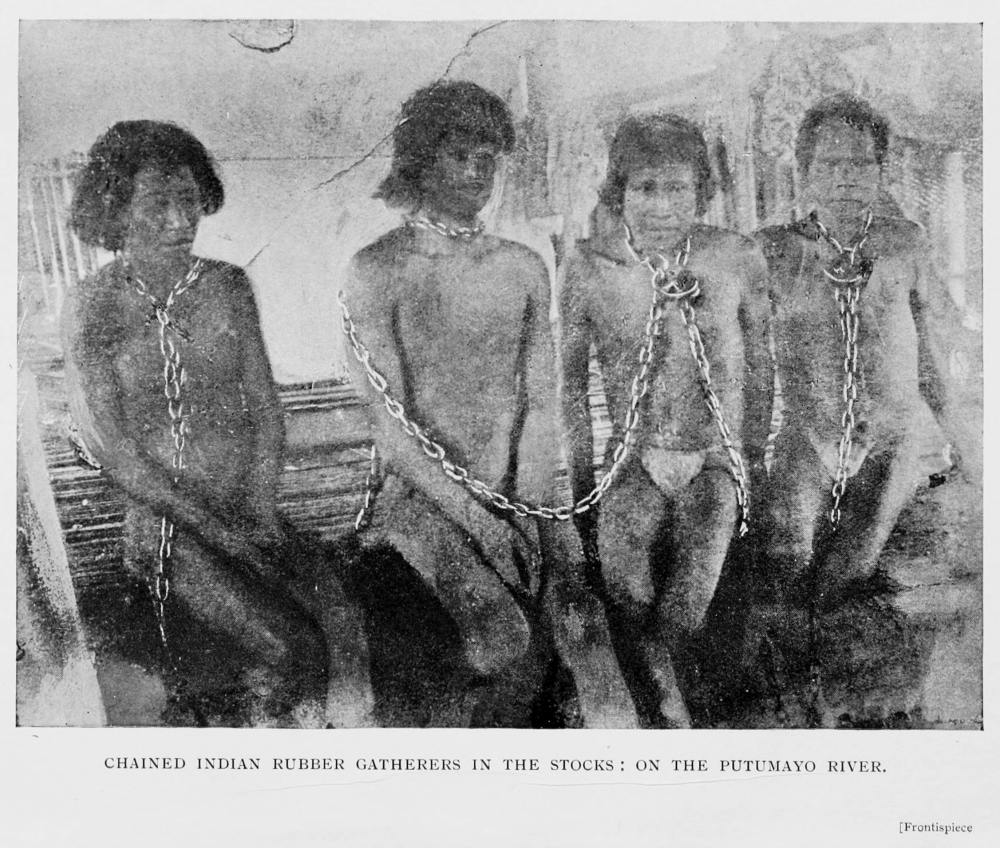 CHAINED INDIAN RUBBER GATHERERS IN THE STOCKS: ON THE PUTUMAYO RIVER.
[Frontispiece